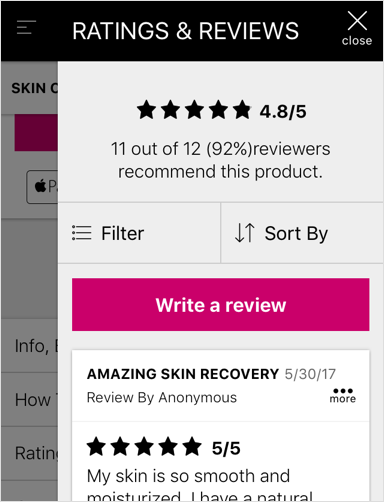 RATINGS & REVIEWS
close
SKIN
4.8/5
11 out of 12 (92%)reviewers
recommend this product.
Filter
Sort By
Write a review
Info,
How
AMAZING SKIN RECOVERY 5/30/17
Review By Anonymous
more
5/5
My skin is so smooth and
moisturized. I have a natural